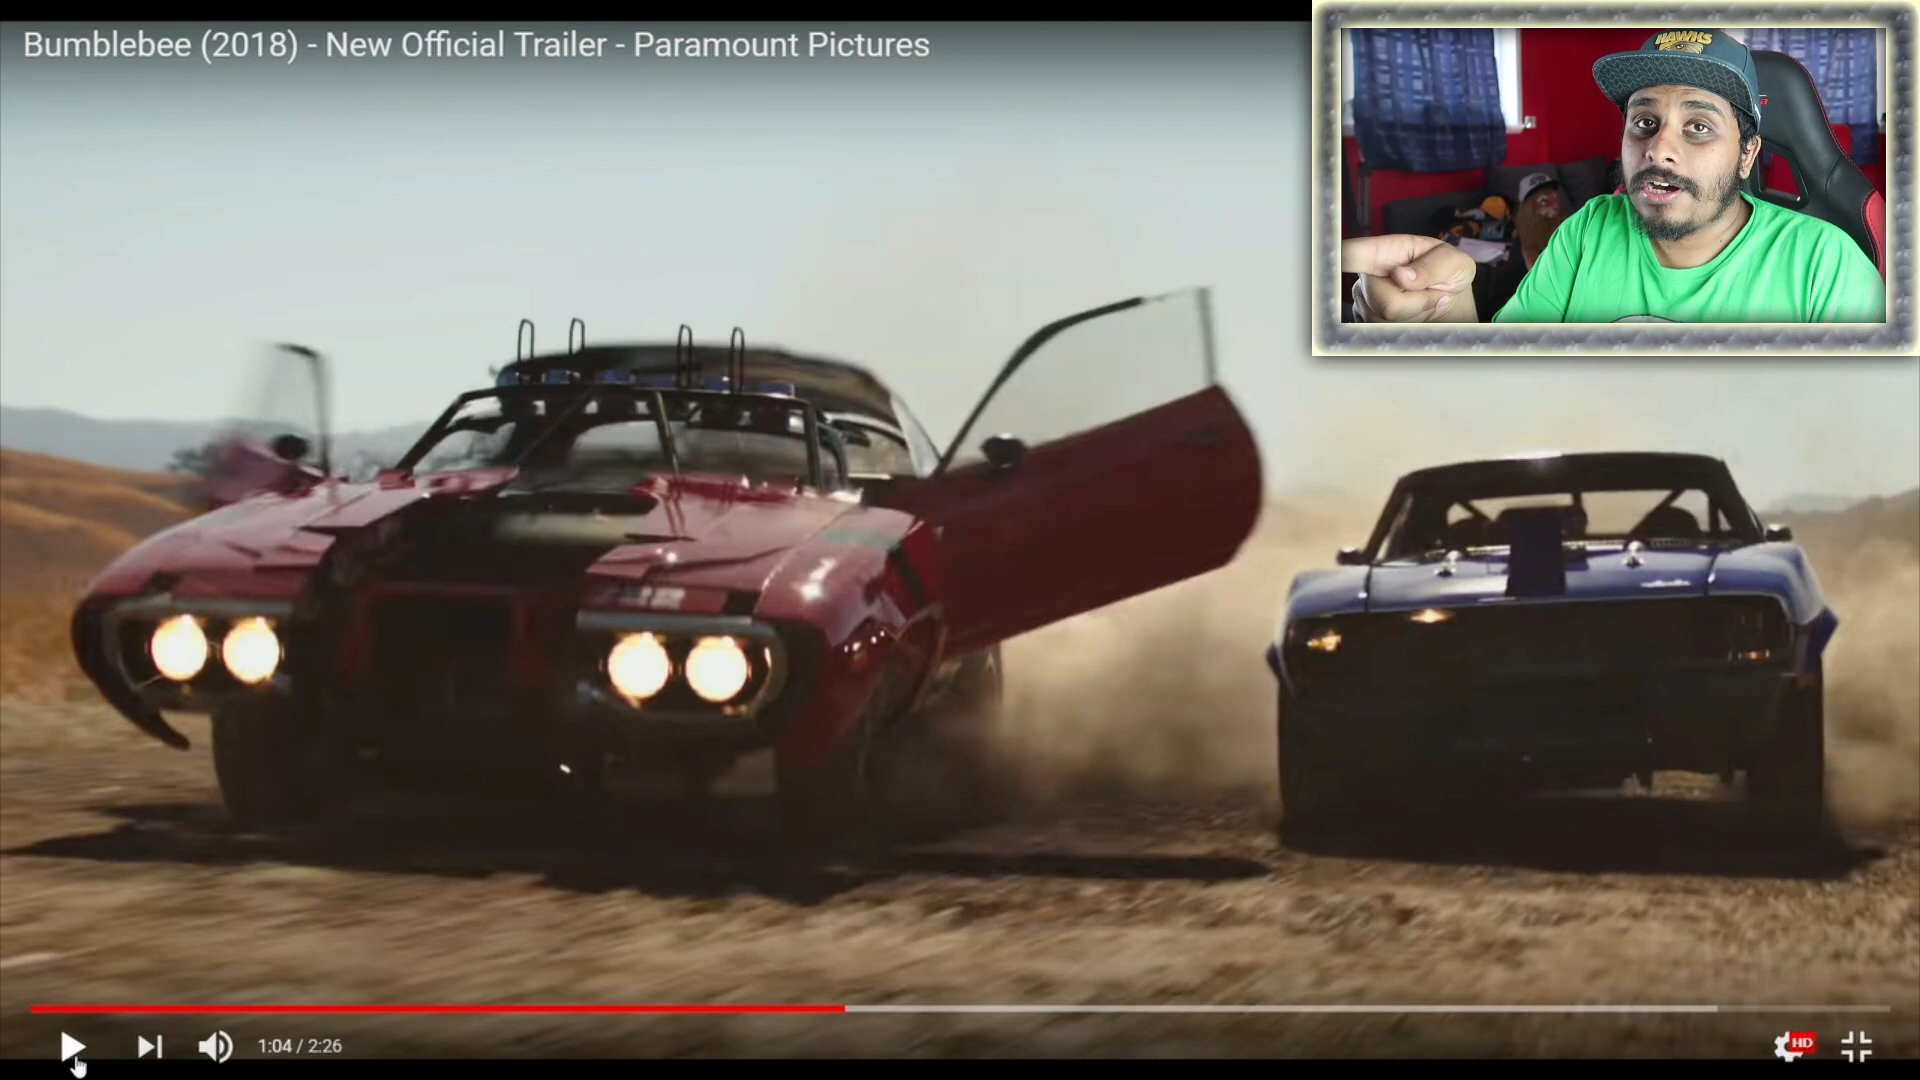 Bumblebee (2018) - New Official Trailer - Paramount Pictures
HAWKS
1:04 / 2:26
HD